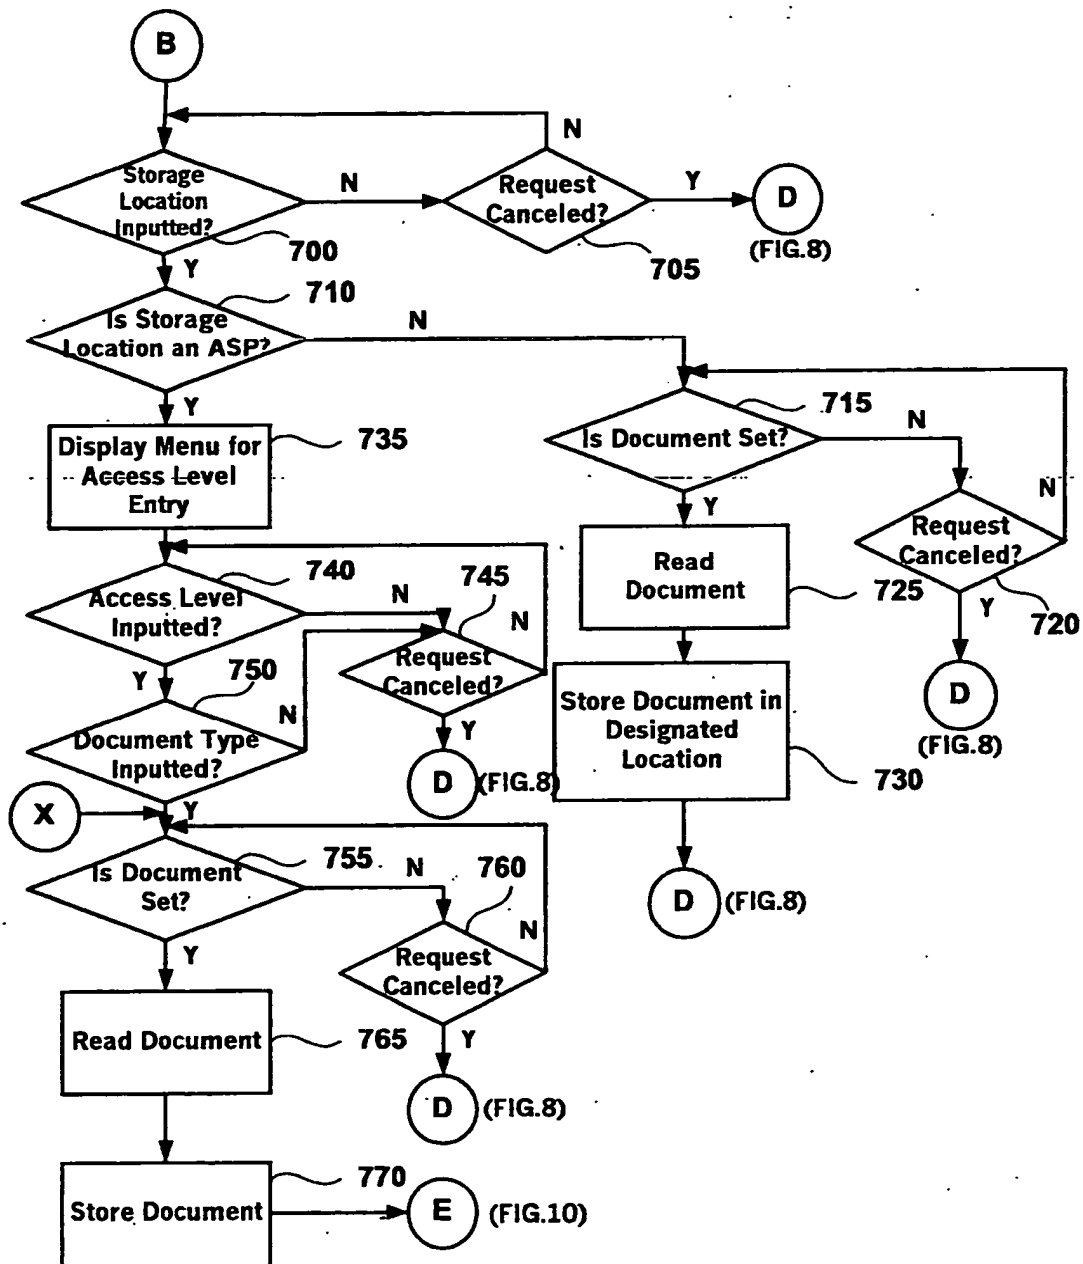 B
N
Storage
Location
Inputted?
700
N
Request
Canceled?
705
Y
D
(FIG.8)
Y
710
Is Storage
Location an ASP?
N
Y
715
Is Document Set?
N
N
Display Menu for
Access Level
Entry
735
Y
Request
Canceled?
720
Read
Document
725
Y
D
(FIG.8)
740
Access Level
Inputted?
N
745
N
Request
Canceled?
Y
750
N
Document Type
Inputted?
Y
D
(FIG.8)
Store Document in
Designated
Location
730
X
Y
755
Is Document
Set?
N
760
N
D
(FIG.8)
Request
Canceled?
Y
Read Document
765
Y
D
(FIG.8)
770
Store Document
E
(FIG.10)